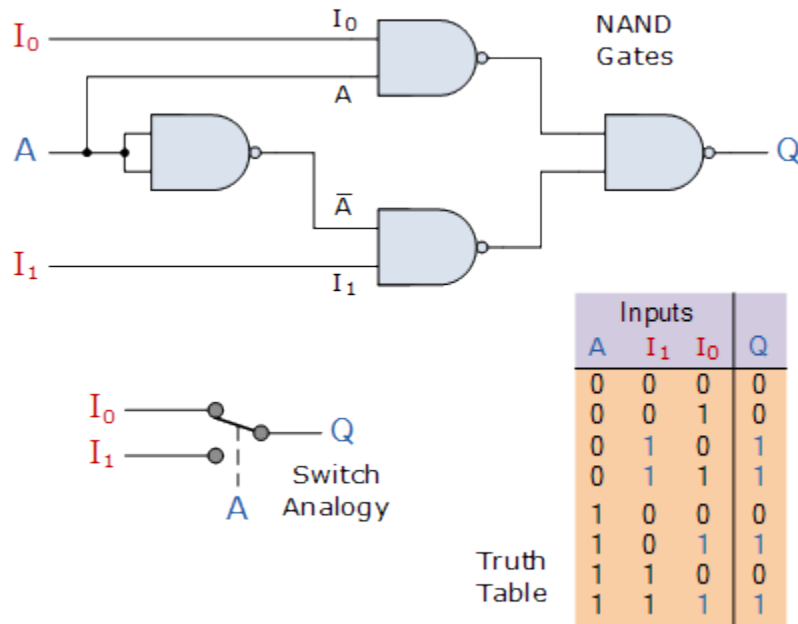 I₀ I₀ NAND
Gates
A
A Q
Ā
I₁ I₁
Inputs
A I₁ I₀ Q
0 0 0 0
0 0 1 0
0 1 0 1
0 1 1 1
1 0 0 0
1 0 1 1
1 1 0 0
1 1 1 1
I₀
Q
I₁
Switch
A Analogy
Truth
Table